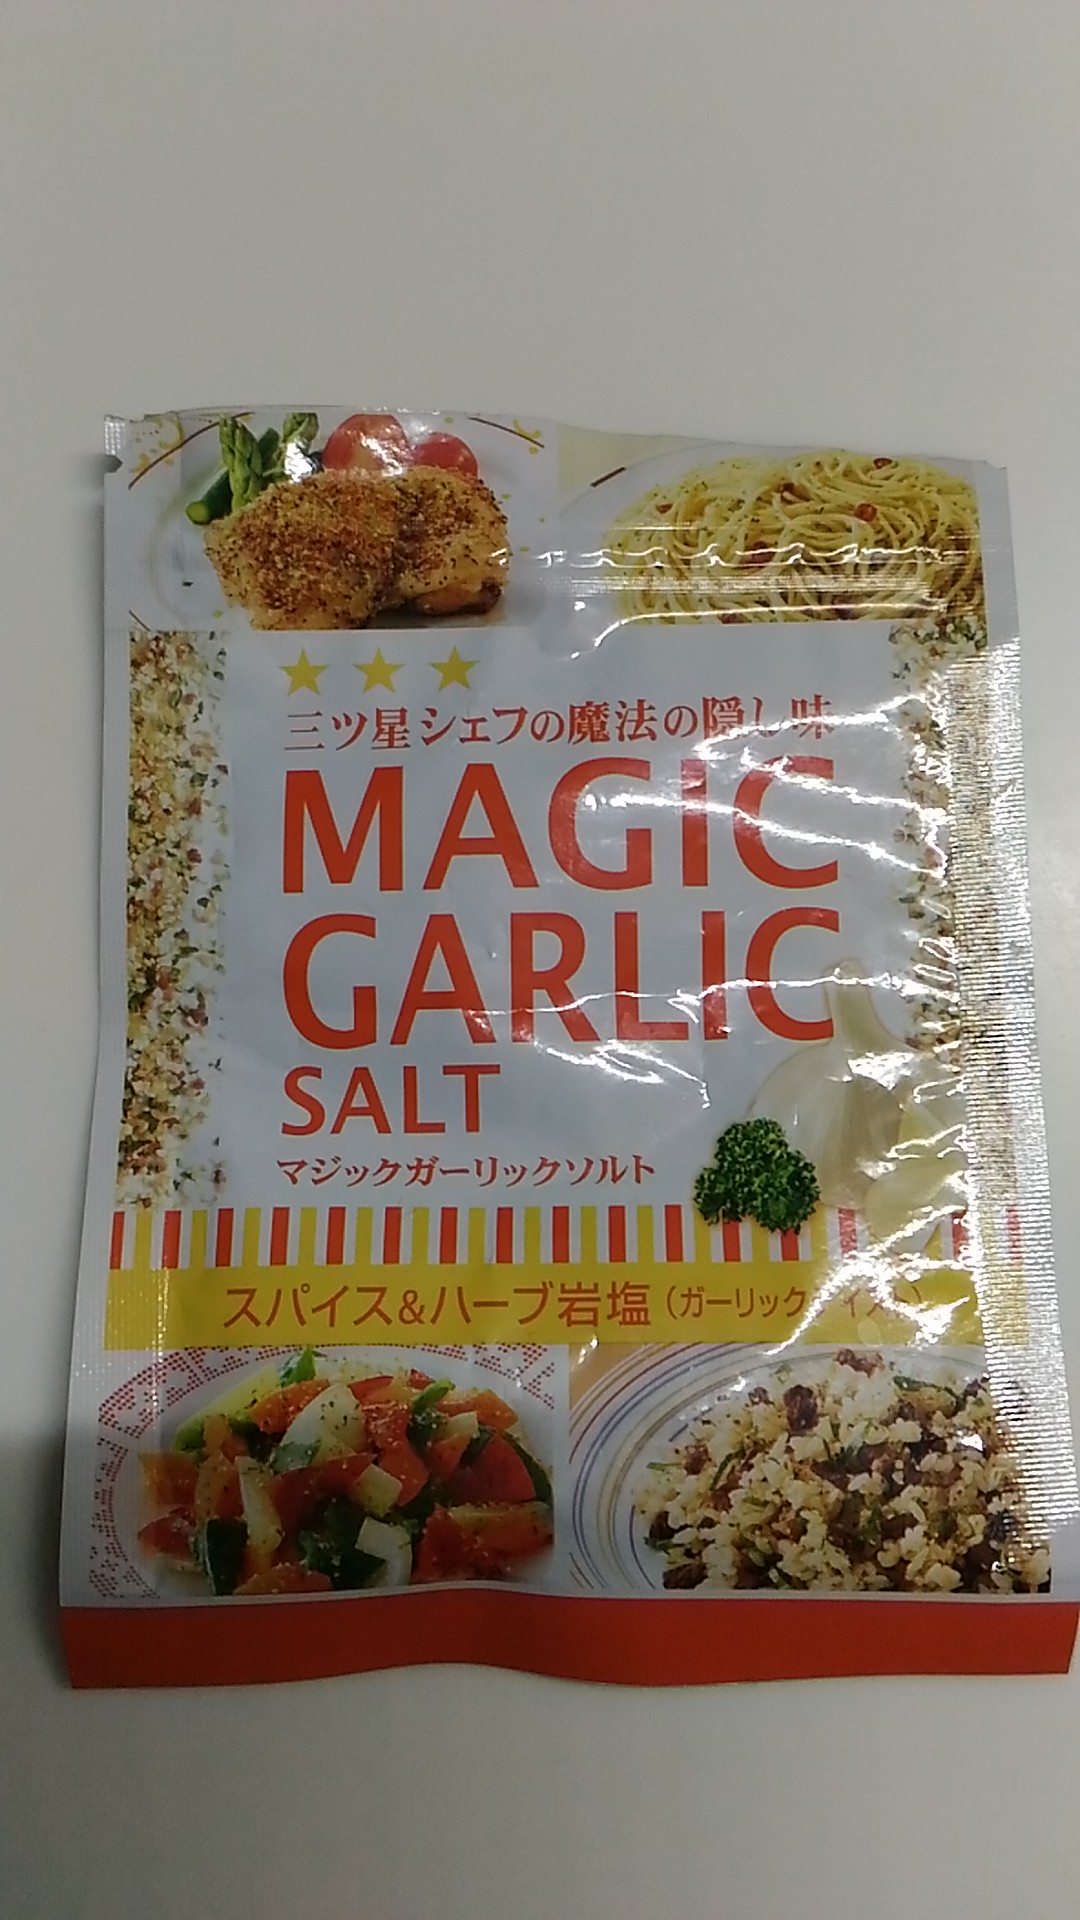 三ツ星シェフの魔法の隠し味
MAGIC
GARLIC
SALT
マジックガーリックソルト
スパイス&ハーブ岩塩(ガーリック